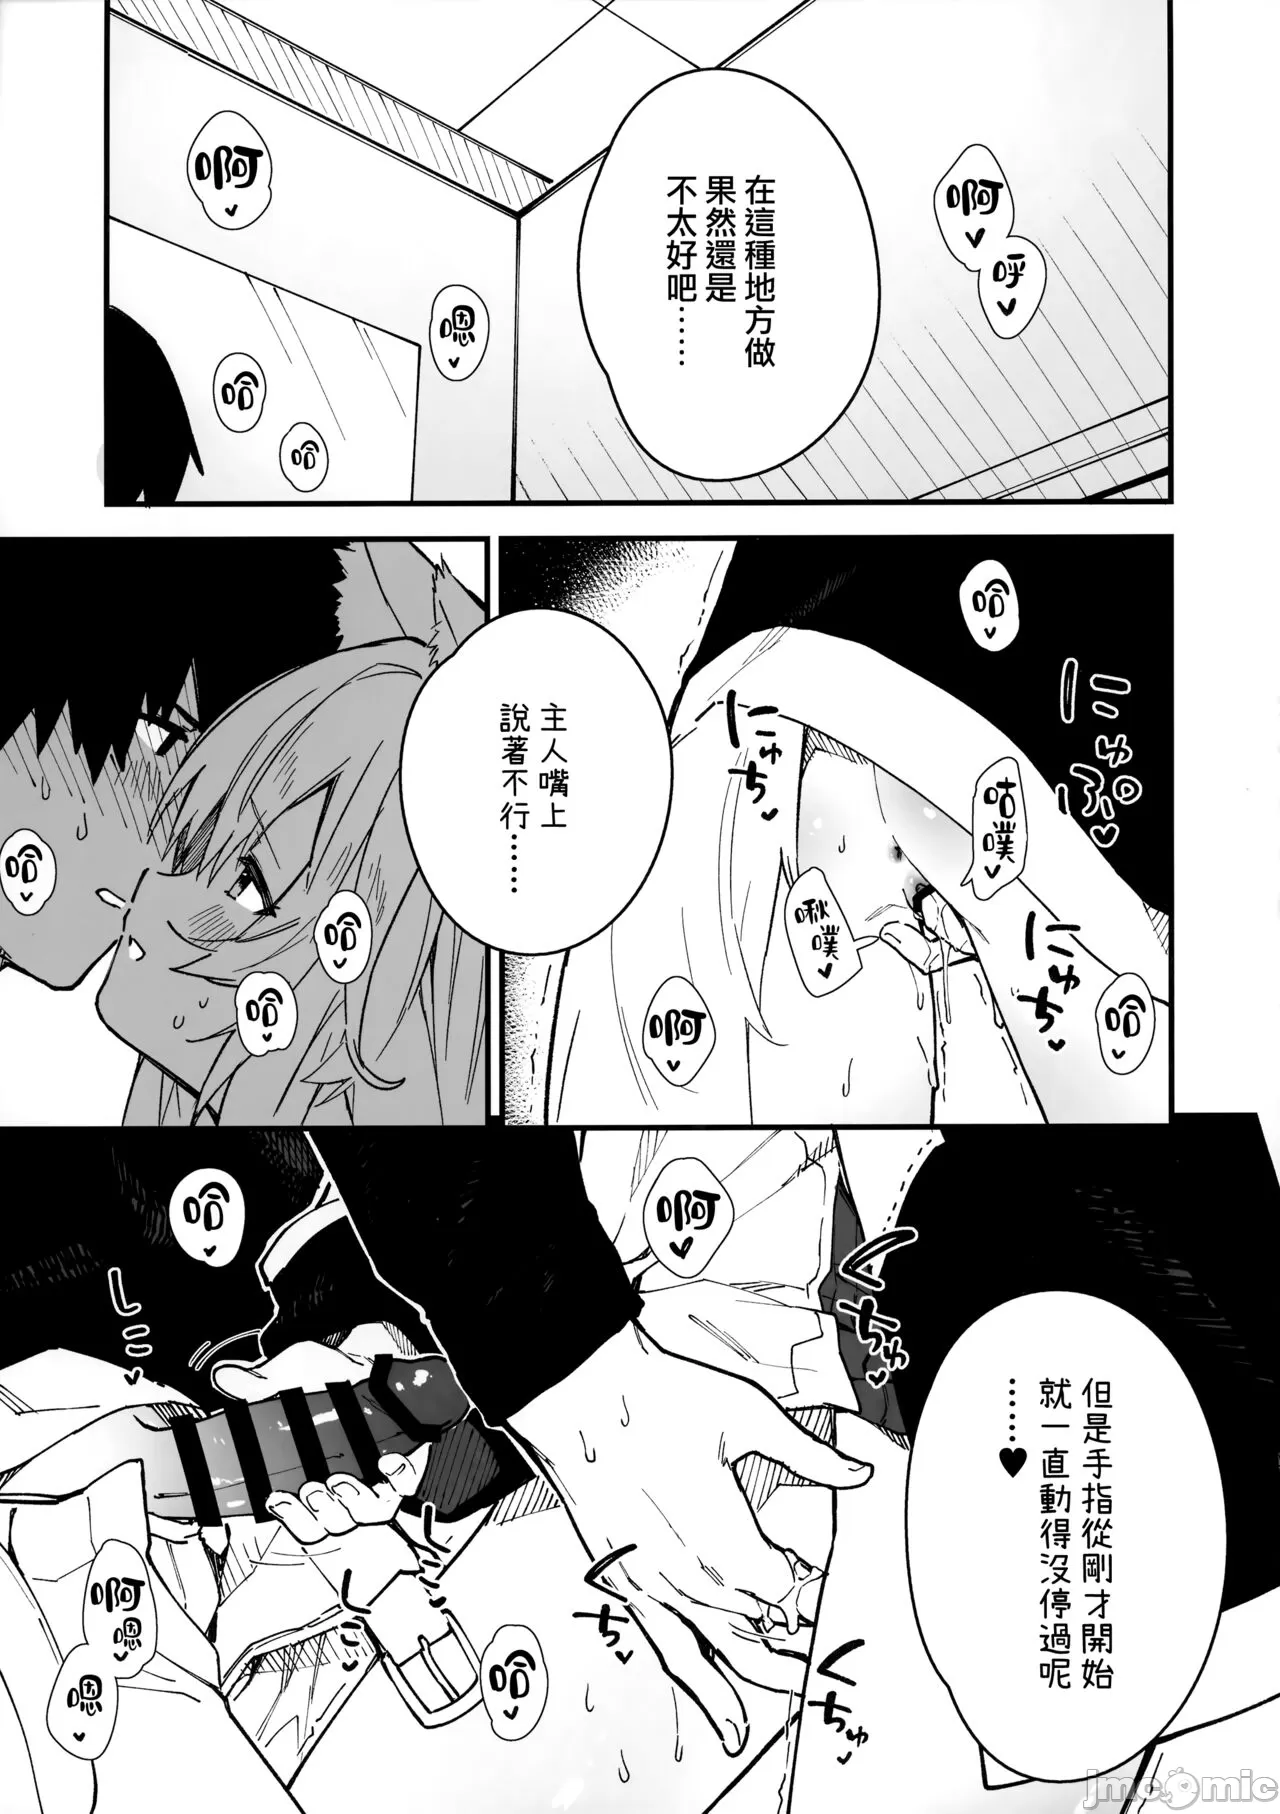 在這種地方做
果然還是
不太好吧……
啊♥
呼♥
啊♥
嗯♥
哈♥
哈♥
哈♥
にゅぷ♥
にゅち
咕噗♥
啾噗♥
にゅち
哈♥
啊♥
主人嘴上
說著不行……
哈♥
哈♥
哈♥
但是手指從剛才開始
就一直動得沒停過呢
……♥
啊♥
くちゅ
哈♥
しこ
くち
ちゅ
哈♥
啊嗯♥
嗯♥
jmcomic